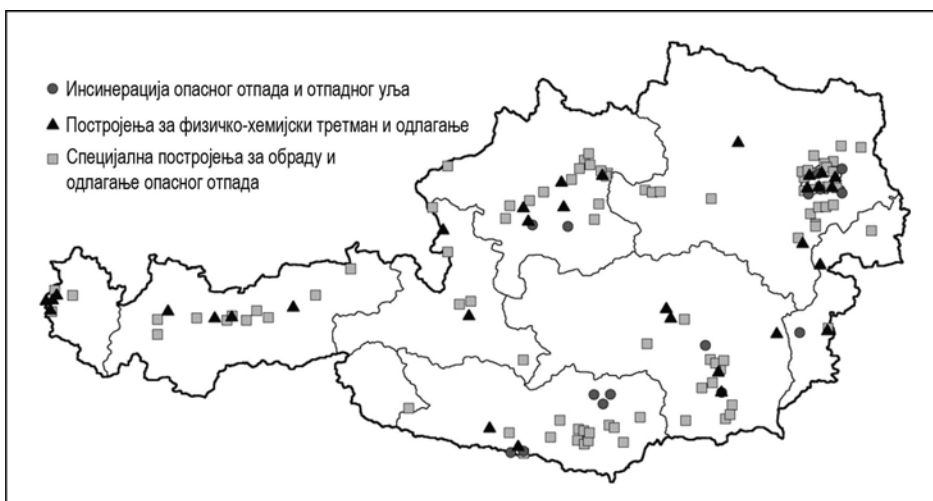 Инсинерација опасног отпада и отпадног уља
Постројења за физичко-хемијски третман и одлагање
Специјална постројења за обраду и
одлагање опасног отпада